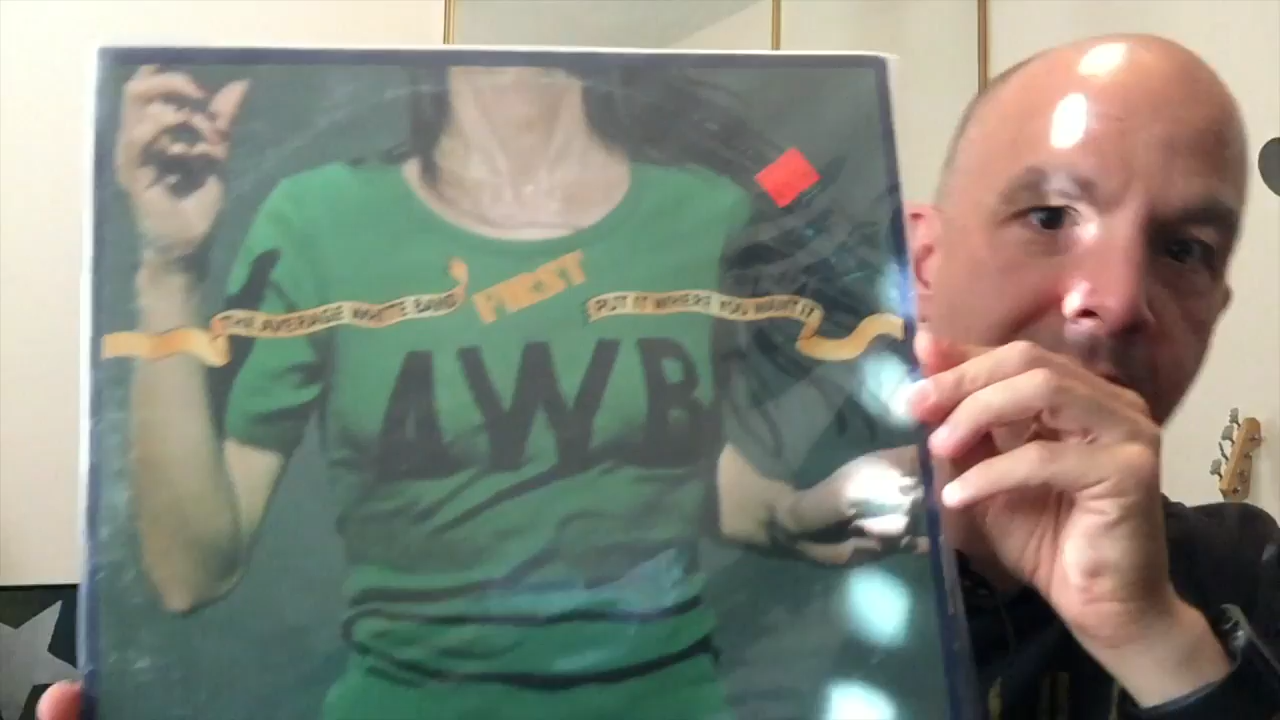 THE AVERAGE WHITE BAND
FIRST
PUT IT WHERE YOU WANT IT
AWB